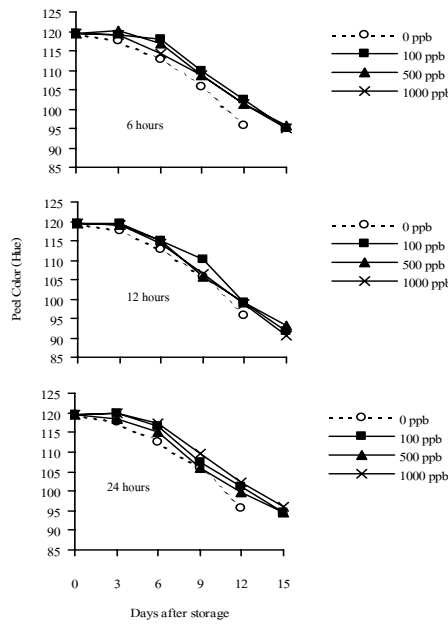 120
115
110
105
100
95
90
85
6 hours
0 ppb
100 ppb
500 ppb
1000 ppb
Peel Color (Hue)
120
115
110
105
100
95
90
85
12 hours
0 ppb
100 ppb
500 ppb
1000 ppb
120
115
110
105
100
95
90
85
24 hours
0 ppb
100 ppb
500 ppb
1000 ppb
0 3 6 9 12 15
Days after storage